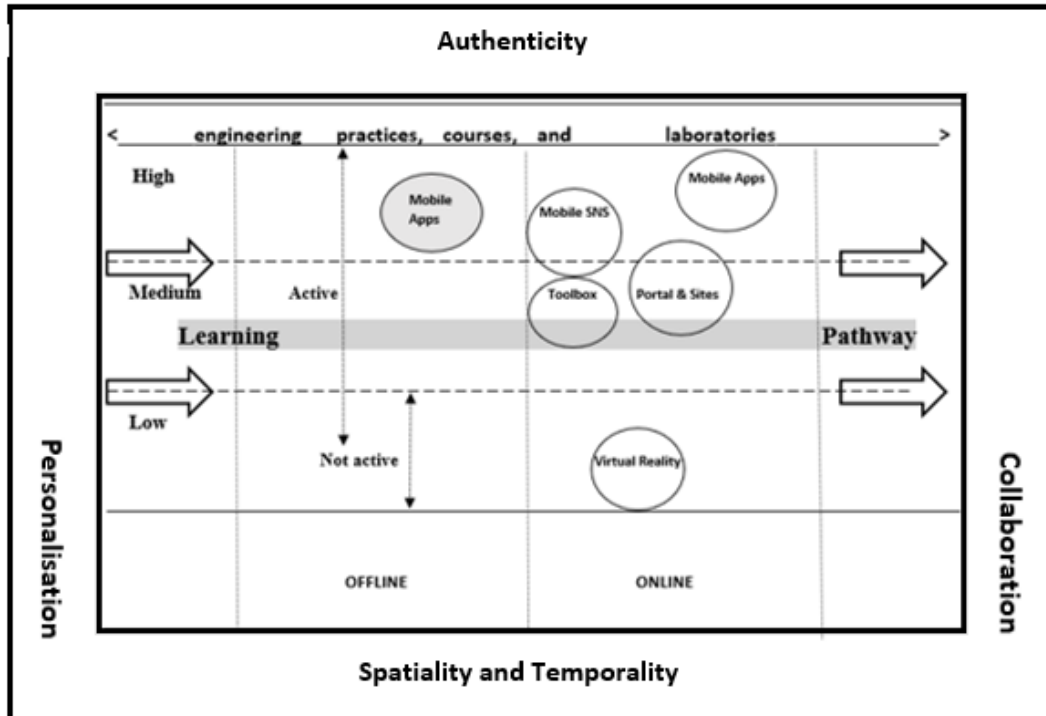 Authenticity
< engineering practices, courses, and laboratories >
High
Mobile Apps
Mobile
Apps
Mobile SNS
Medium
Active
Toolbox
Portal & Sites
Learning
Pathway
Low
Not active
Virtual Reality
Personalisation
Collaboration
OFFLINE
ONLINE
Spatiality and Temporality